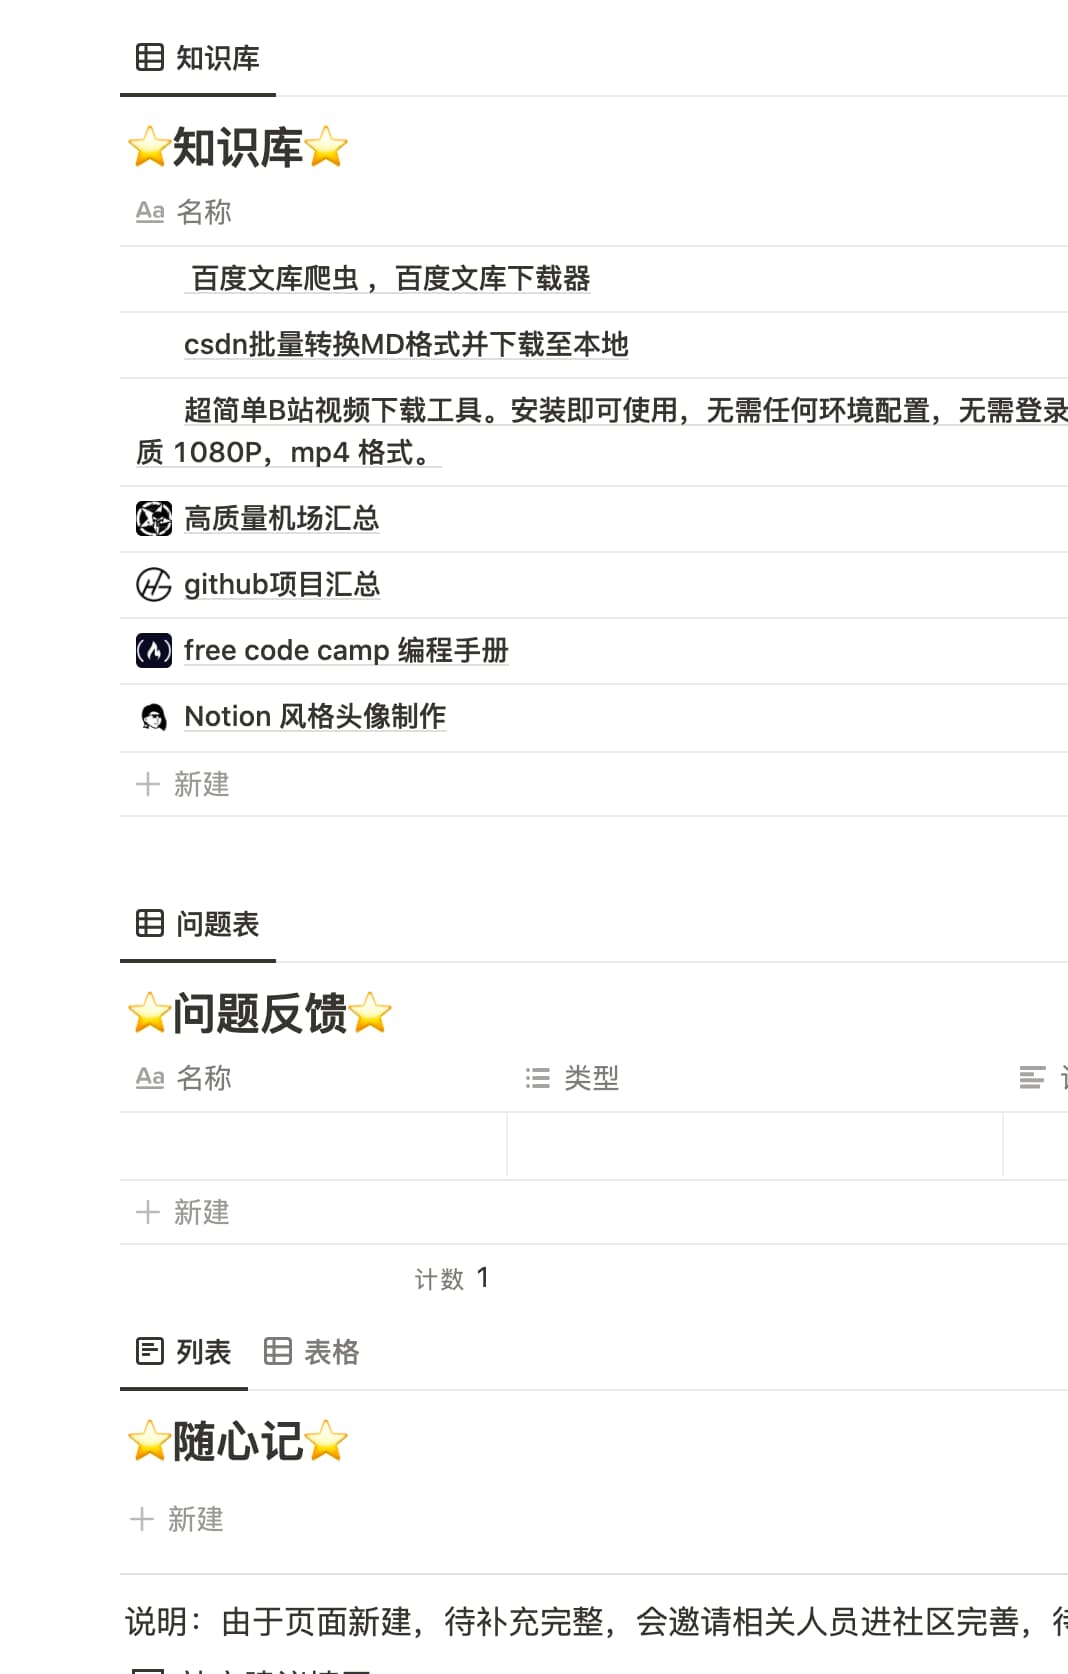 知识库
⭐知识库⭐
Aa 名称
百度文库爬虫 ，百度文库下载器
csdn批量转换MD格式并下载至本地
超简单B站视频下载工具。安装即可使用，无需任何环境配置，无需登录
质 1080P，mp4 格式。
高质量机场汇总
github项目汇总
free code camp 编程手册
Notion 风格头像制作
+ 新建
问题表
⭐问题反馈⭐
Aa 名称 类型
+ 新建
计数 1
列表 表格
⭐随心记⭐
+ 新建
说明：由于页面新建，待补充完整，会邀请相关人员进社区完善，